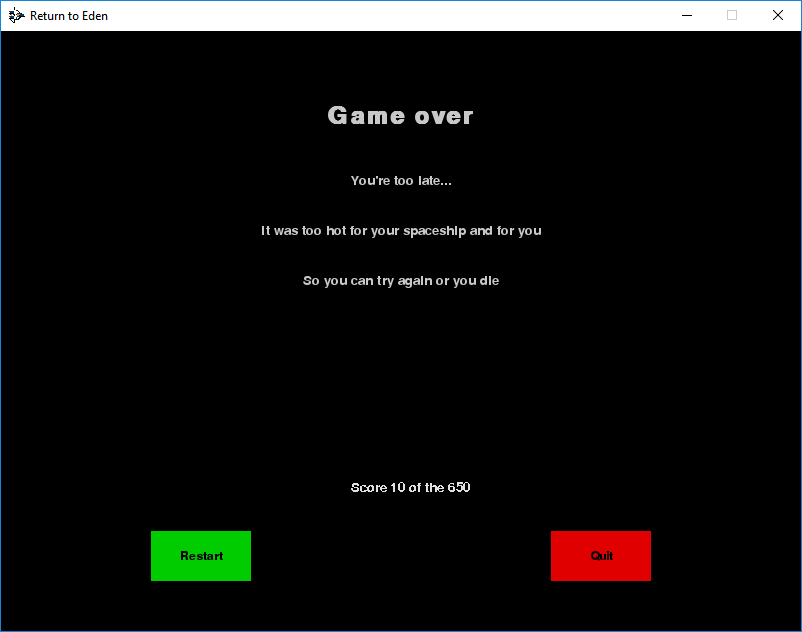 Return to Eden
Game over
You're too late...
It was too hot for your spaceship and for you
So you can try again or you die
Score 10 of the 650
Restart
Quit